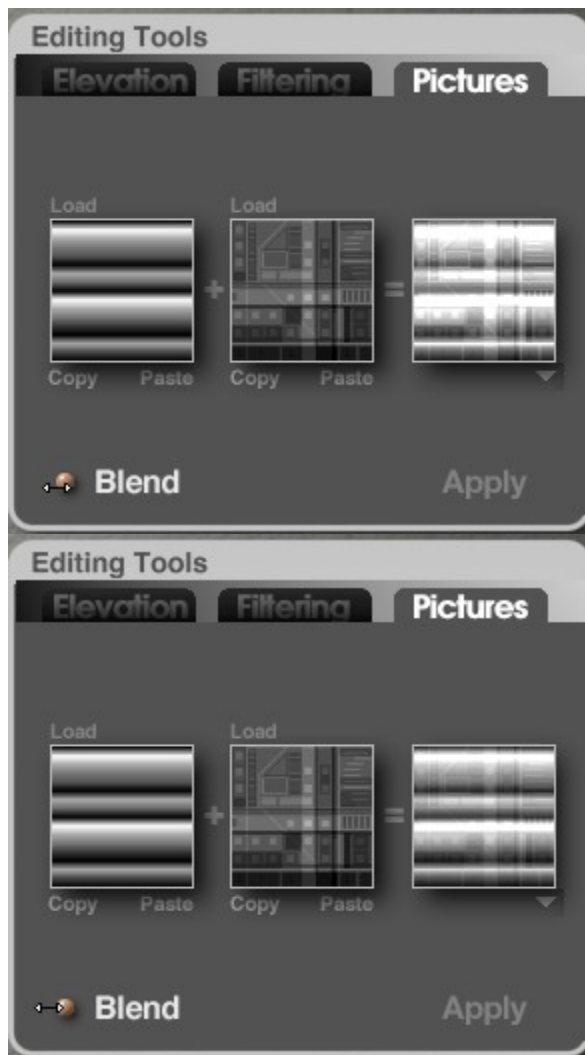 Editing Tools
Elevation Filtering Pictures
Load Load
+ =
Copy Paste Copy Paste
Blend Apply
Editing Tools
Elevation Filtering Pictures
Load Load
+ =
Copy Paste Copy Paste
Blend Apply